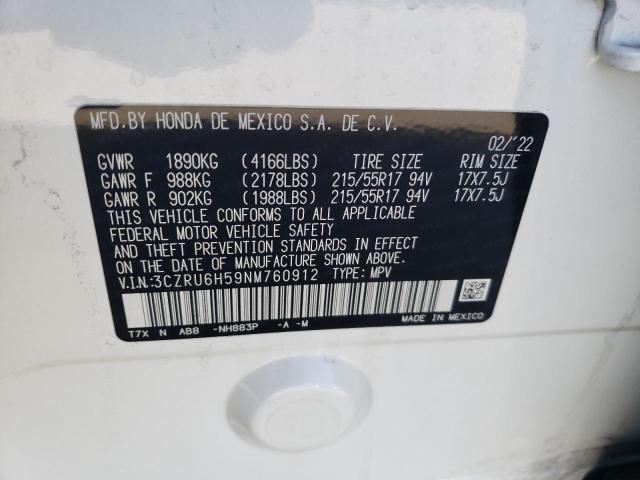 MFD.BY HONDA DE MEXICO S.A. DE C.V.
02/'22
GVWR 1890KG (4166LBS) TIRE SIZE RIM SIZE
GAWR F 988KG (2178LBS) 215/55R17 94V 17X7.5J
GAWR R 902KG (1988LBS) 215/55R17 94V 17X7.5J
THIS VEHICLE CONFORMS TO ALL APPLICABLE
FEDERAL MOTOR VEHICLE SAFETY
AND THEFT PREVENTION STANDARDS IN EFFECT
ON THE DATE OF MANUFACTURE SHOWN ABOVE.
V.I.N:3CZRU6H59NM760912 TYPE: MPV
T7X N AB8 -NH883P -A -M MADE IN MEXICO